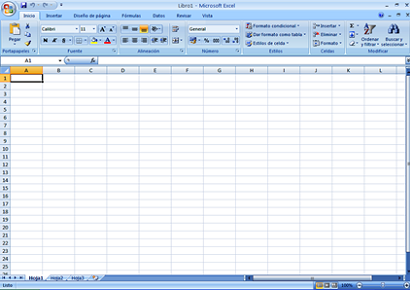 Libro1 - Microsoft Excel
Inicio Insertar Diseño de página Fórmulas Datos Revisar Vista
Calibri 11 General Formato condicional Insertar
Pegar N K S Dar formato como tabla Eliminar Ordenar y filtrar Buscar y seleccionar
Estilos de celda Formato
Portapapeles Fuente Alineación Número Estilos Celdas Modificar
A1 fx
A B C D E F G H I J K L
1
2
3
4
5
6
7
8
9
10
11
12
13
14
15
16
17
18
19
20
21
22
23
24
25
Hoja1 Hoja2 Hoja3
Listo 100%